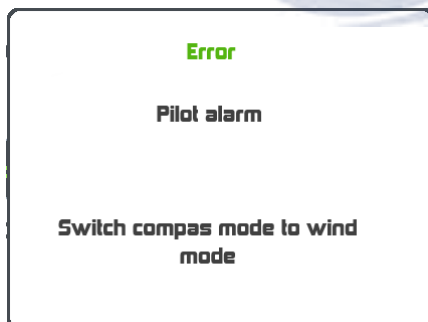 Error
Pilot alarm
Switch compas mode to wind
mode